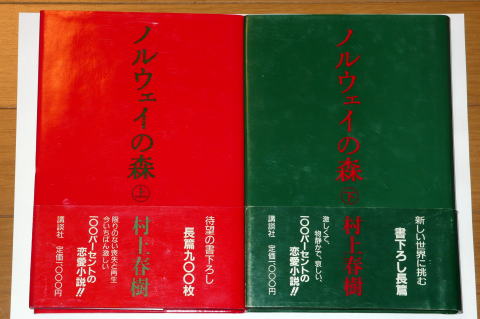 ノルウェイの森 上
村上春樹
待望の書下ろし
長篇九〇〇枚
限りのない喪失と再生
今いちばん激しい
一〇〇パーセントの
恋愛小説!!
講談社 定価一〇〇〇円
ノルウェイの森 下
村上春樹
新しい世界に挑む
書下ろし長篇
激しくて、
物静かで、哀しい、
一〇〇パーセントの
恋愛小説!!
講談社 定価一〇〇〇円